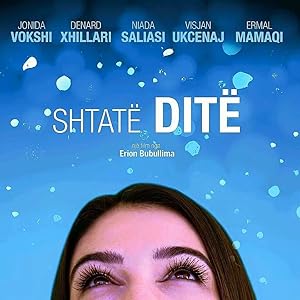 JONIDA DENARD NIADA VISJAN ERMAL
VOKSHI XHILLARI SALIASI UKCENAJ MAMAQI
SHTATË DITË
një film nga
Erion Bubullima